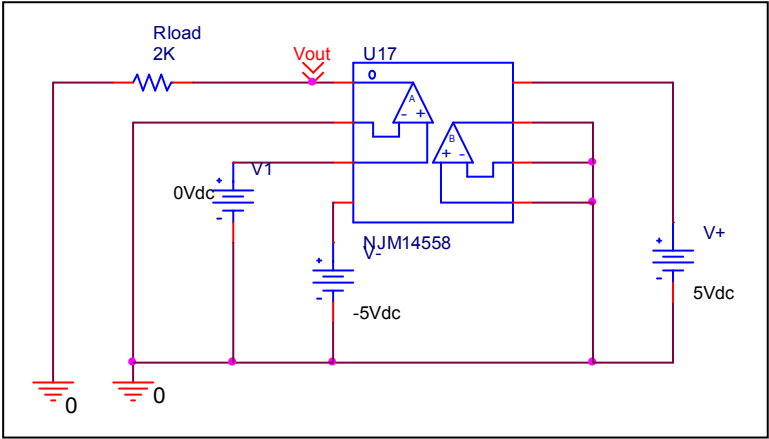 Rload
2K
Vout
U17
A
- +
B
+ -
V1
0Vdc
+
-
NJM14558
V-
+
-
-5Vdc
V+
+
-
5Vdc
0
0